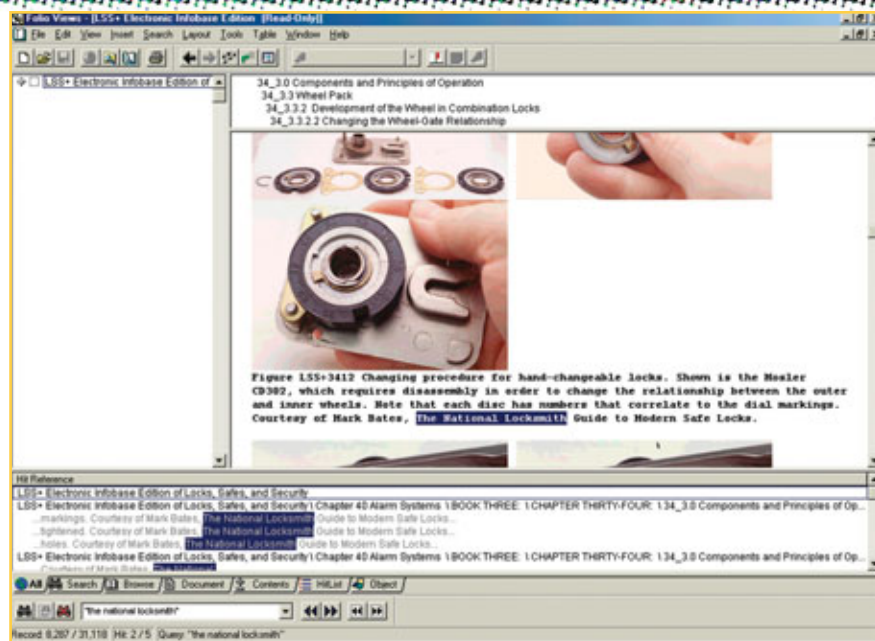 Folio Views - [LSS+ Electronic Infobase Edition (Read-Only)]
File Edit View Insert Search Layout Tools Table Window Help
LSS+ Electronic Infobase Edition of
34_3.0 Components and Principles of Operation
34_3.3 Wheel Pack
34_3.3.2 Development of the Wheel in Combination Locks
34_3.3.2.2 Changing the Wheel-Gate Relationship
Figure LSS+3412 Changing procedure for hand-changeable locks. Shown is the Mosler
CD302, which requires disassembly in order to change the relationship between the outer
and inner wheels. Note that each disc has numbers that correlate to the dial markings.
Courtesy of Mark Bates, The National Locksmith Guide to Modern Safe Locks.
Hit Reference
LSS+ Electronic Infobase Edition of Locks, Safes, and Security
LSS+ Electronic Infobase Edition of Locks, Safes, and Security \ Chapter 40 Alarm Systems \ BOOK THREE: \ CHAPTER THIRTY-FOUR: \ 34_3.0 Components and Principles of Op...
...markings. Courtesy of Mark Bates, The National Locksmith Guide to Modern Safe Locks...
...tightened. Courtesy of Mark Bates, The National Locksmith Guide to Modern Safe Locks...
...holes. Courtesy of Mark Bates, The National Locksmith Guide to Modern Safe Locks...
LSS+ Electronic Infobase Edition of Locks, Safes, and Security \ Chapter 40 Alarm Systems \ BOOK THREE: \ CHAPTER THIRTY-FOUR: \ 34_3.0 Components and Principles of Op...
Courtesy of Mark Bates, The National
All Search Browse Document Contents HitList Object
"the national locksmith"
Record: 8,287 / 31,118 Hit: 2 / 5 Query: "the national locksmith"